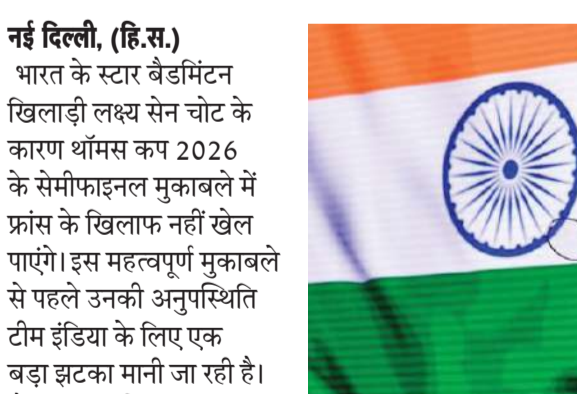 नई दिल्ली, (हि.स.)
भारत के स्टार बैडमिंटन
खिलाड़ी लक्ष्य सेन चोट के
कारण थॉमस कप 2026
के सेमीफाइनल मुकाबले में
फ्रांस के खिलाफ नहीं खेल
पाएंगे। इस महत्वपूर्ण मुकाबले
से पहले उनकी अनुपस्थिति
टीम इंडिया के लिए एक
बड़ा झटका मानी जा रही है।